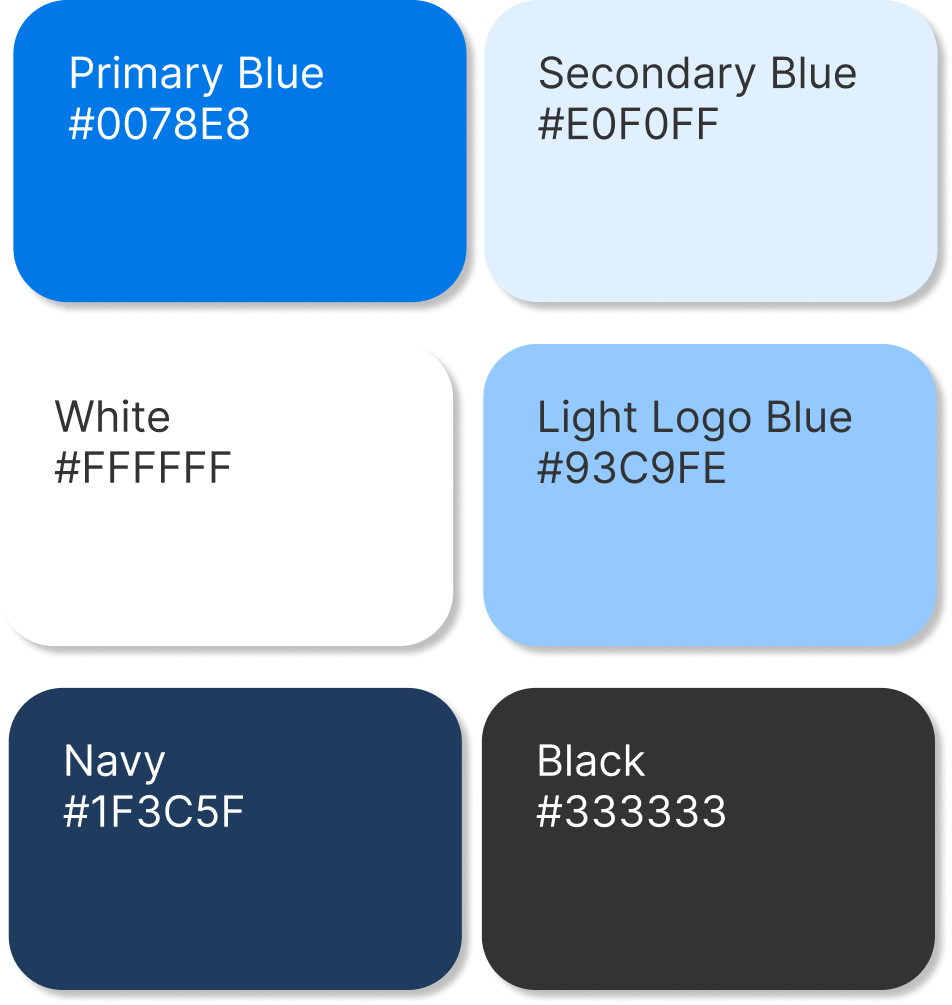 Primary Blue
#0078E8
Secondary Blue
#E0F0FF
White
#FFFFFF
Light Logo Blue
#93C9FE
Navy
#1F3C5F
Black
#333333